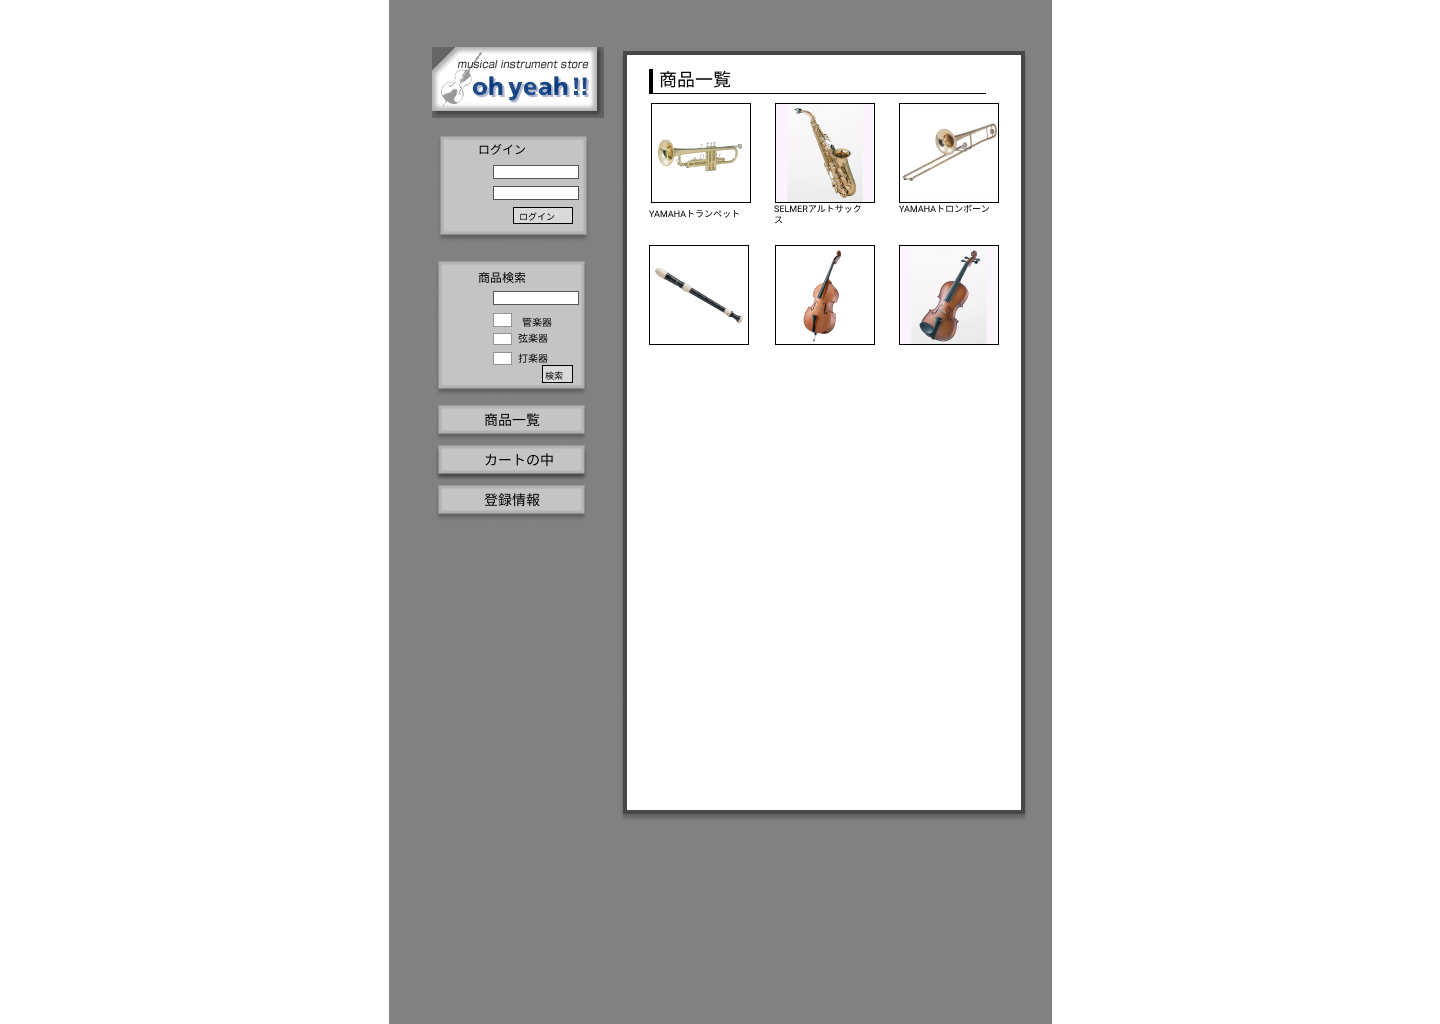 musical instrument store
oh yeah!!
ログイン
ログイン
商品検索
管楽器
弦楽器
打楽器
検索
商品一覧
カートの中
登録情報
商品一覧
YAMAHAトランペット
SELMERアルトサック
ス
YAMAHAトロンボーン